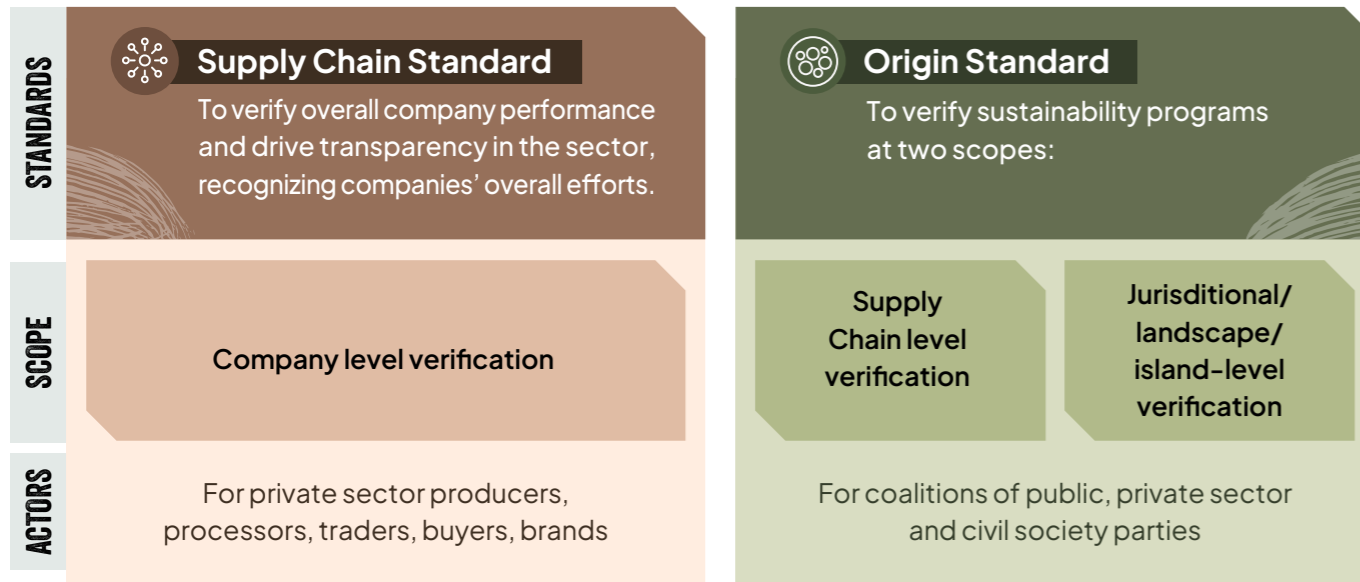 STANDARDS
Supply Chain Standard
To verify overall company performance
and drive transparency in the sector,
recognizing companies’ overall efforts.
Origin Standard
To verify sustainability programs
at two scopes:
SCOPE
Company level verification
Supply
Chain level
verification
Jurisditional/
landscape/
island-level
verification
ACTORS
For private sector producers,
processors, traders, buyers, brands
For coalitions of public, private sector
and civil society parties